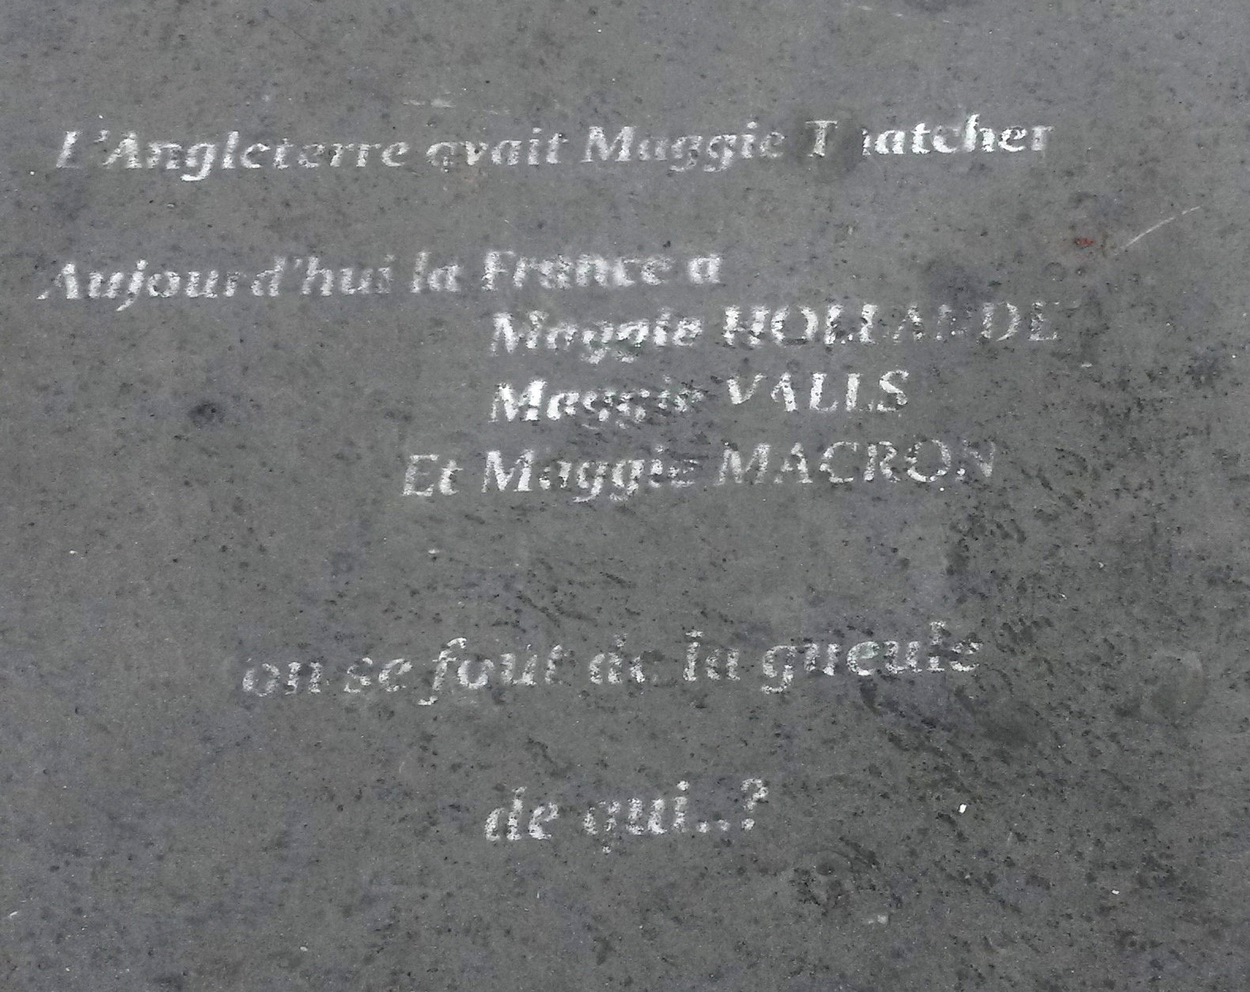 L'Angleterre avait Maggie Thatcher
Aujourd'hui la France a
Maggie HOLLANDE
Maggie VALLS
Et Maggie MACRON
on se fout de la gueule
de qui..?